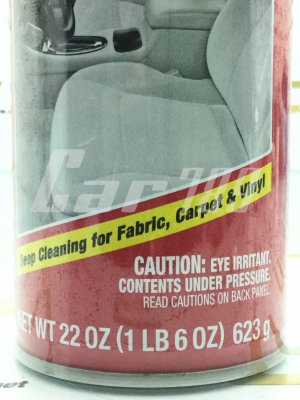 Deep Cleaning for Fabric, Carpet & Vinyl
CAUTION: EYE IRRITANT.
CONTENTS UNDER PRESSURE.
READ CAUTIONS ON BACK PANEL.
NET WT 22 OZ (1 LB 6 OZ) 623g